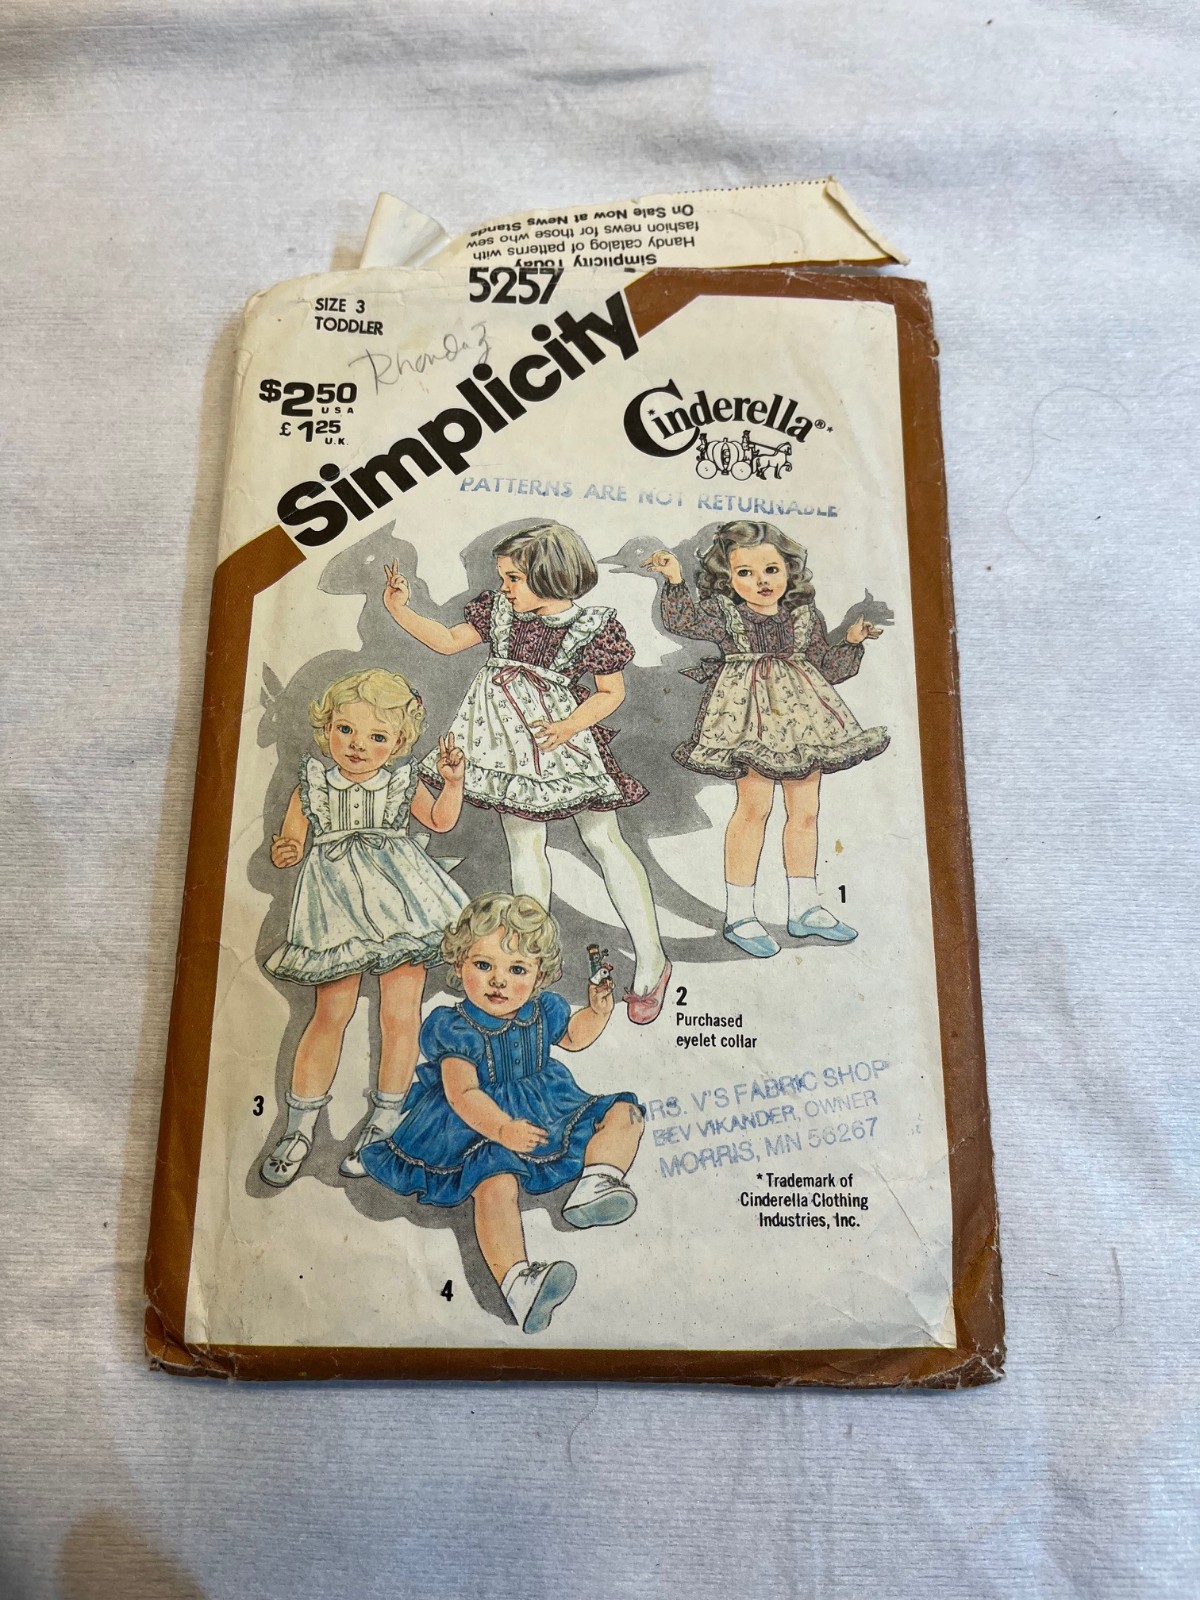 On Sale Now at News Stands
fashion news for those who sew
Handy catalog of patterns with
Simplicity Today
5257
SIZE 3
TODDLER
Rhonda
$2.50
USA
£1.25
U.K.
Simplicity
Cinderella®*
PATTERNS ARE NOT RETURNABLE
1
2
Purchased
eyelet collar
3
MRS. V'S FABRIC SHOP
BEV VIKANDER, OWNER
MORRIS, MN 56267
*Trademark of
Cinderella Clothing
Industries, Inc.
4